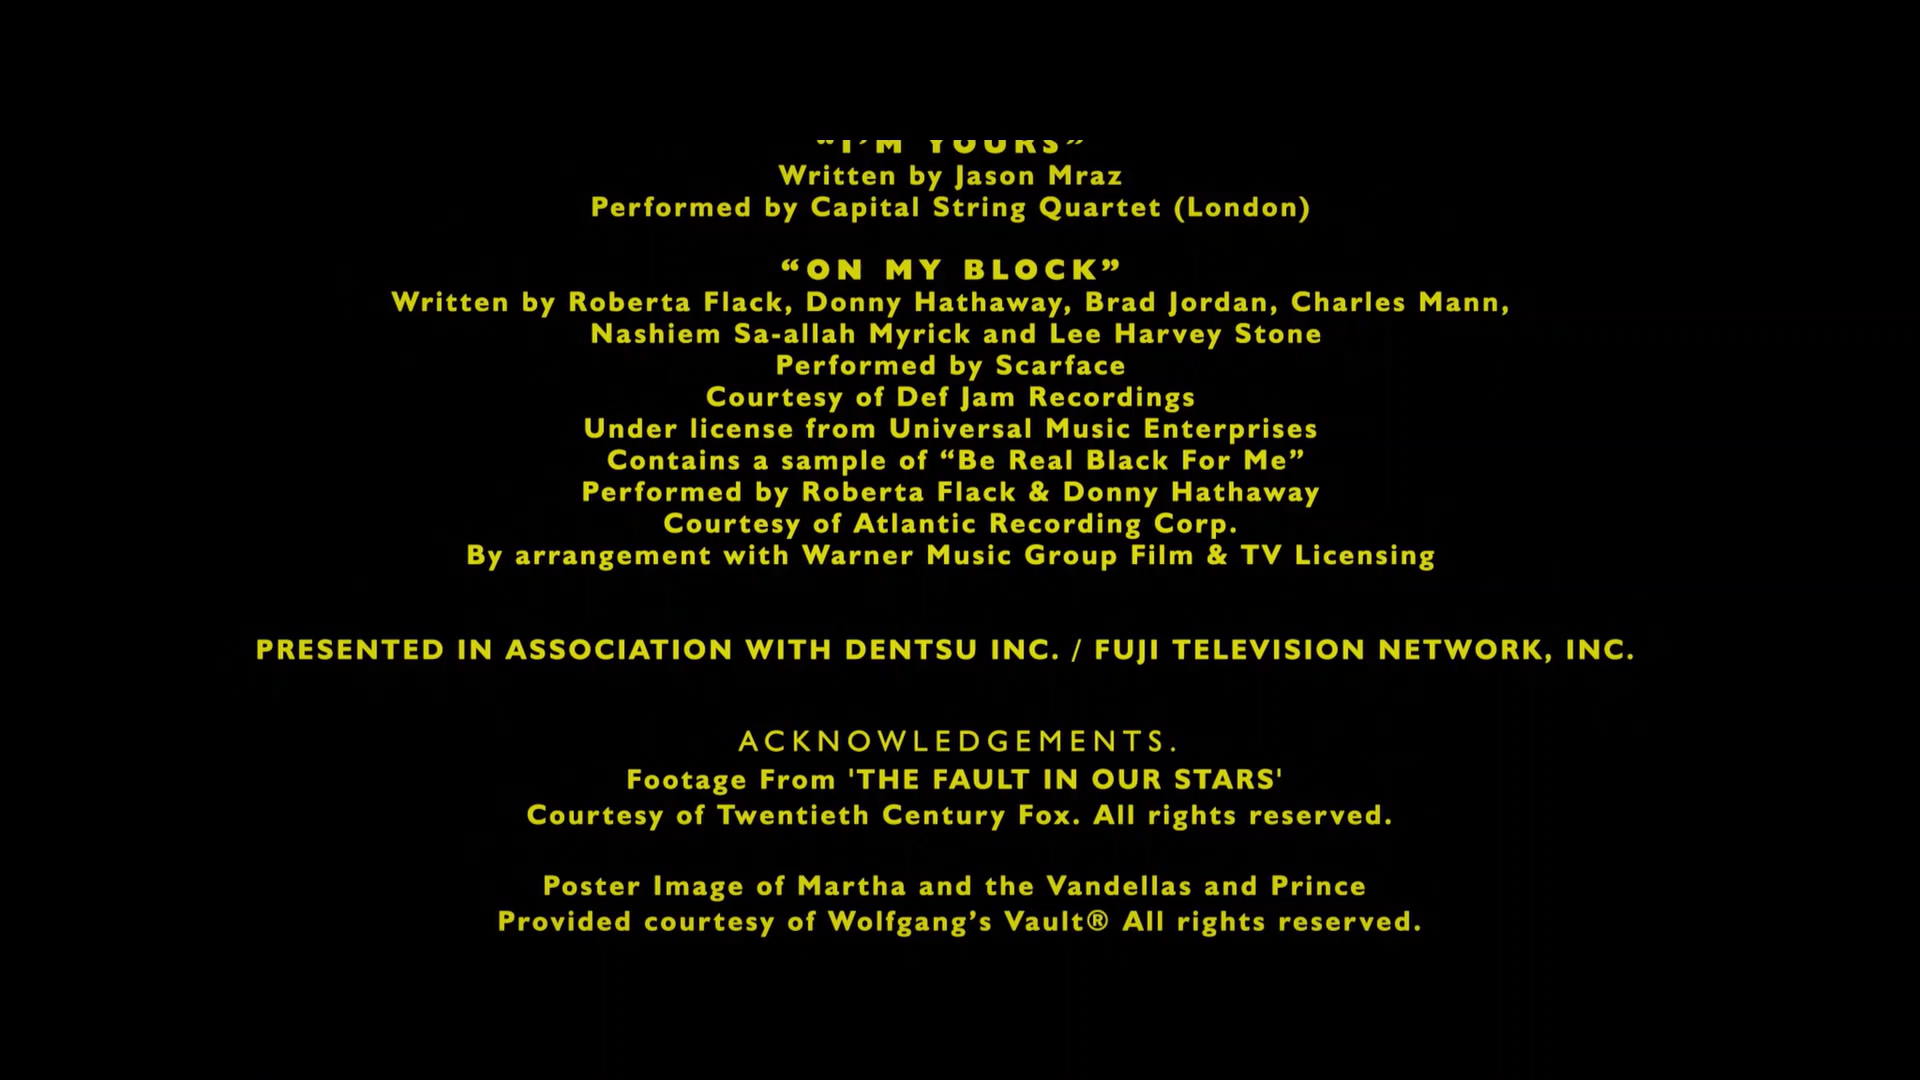 “I’M YOURS”
Written by Jason Mraz
Performed by Capital String Quartet (London)
“ON MY BLOCK”
Written by Roberta Flack, Donny Hathaway, Brad Jordan, Charles Mann,
Nashiem Sa-allah Myrick and Lee Harvey Stone
Performed by Scarface
Courtesy of Def Jam Recordings
Under license from Universal Music Enterprises
Contains a sample of “Be Real Black For Me”
Performed by Roberta Flack & Donny Hathaway
Courtesy of Atlantic Recording Corp.
By arrangement with Warner Music Group Film & TV Licensing
PRESENTED IN ASSOCIATION WITH DENTSU INC. / FUJI TELEVISION NETWORK, INC.
ACKNOWLEDGEMENTS.
Footage From 'THE FAULT IN OUR STARS'
Courtesy of Twentieth Century Fox. All rights reserved.
Poster Image of Martha and the Vandellas and Prince
Provided courtesy of Wolfgang’s Vault® All rights reserved.